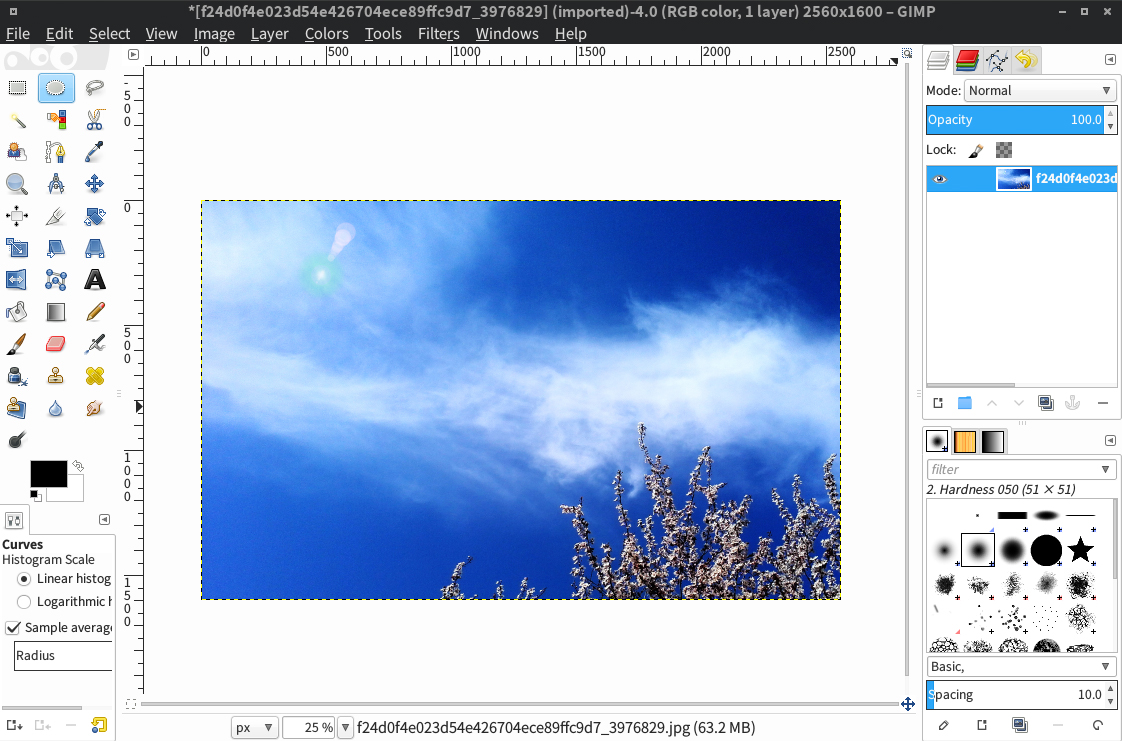 *[f24d0f4e023d54e426704ece89ffc9d7_3976829] (imported)-4.0 (RGB color, 1 layer) 2560x1600 – GIMP
File Edit Select View Image Layer Colors Tools Filters Windows Help
0 500 1000 1500 2000 2500
-500
0
500
1000
1500
Mode: Normal
Opacity 100.0
Lock:
f24d0f4e023d
filter
2. Hardness 050 (51 × 51)
Basic,
Spacing 10.0
Curves
Histogram Scale
Linear histog
Logarithmic h
Sample average
Radius
px 25 % f24d0f4e023d54e426704ece89ffc9d7_3976829.jpg (63.2 MB)